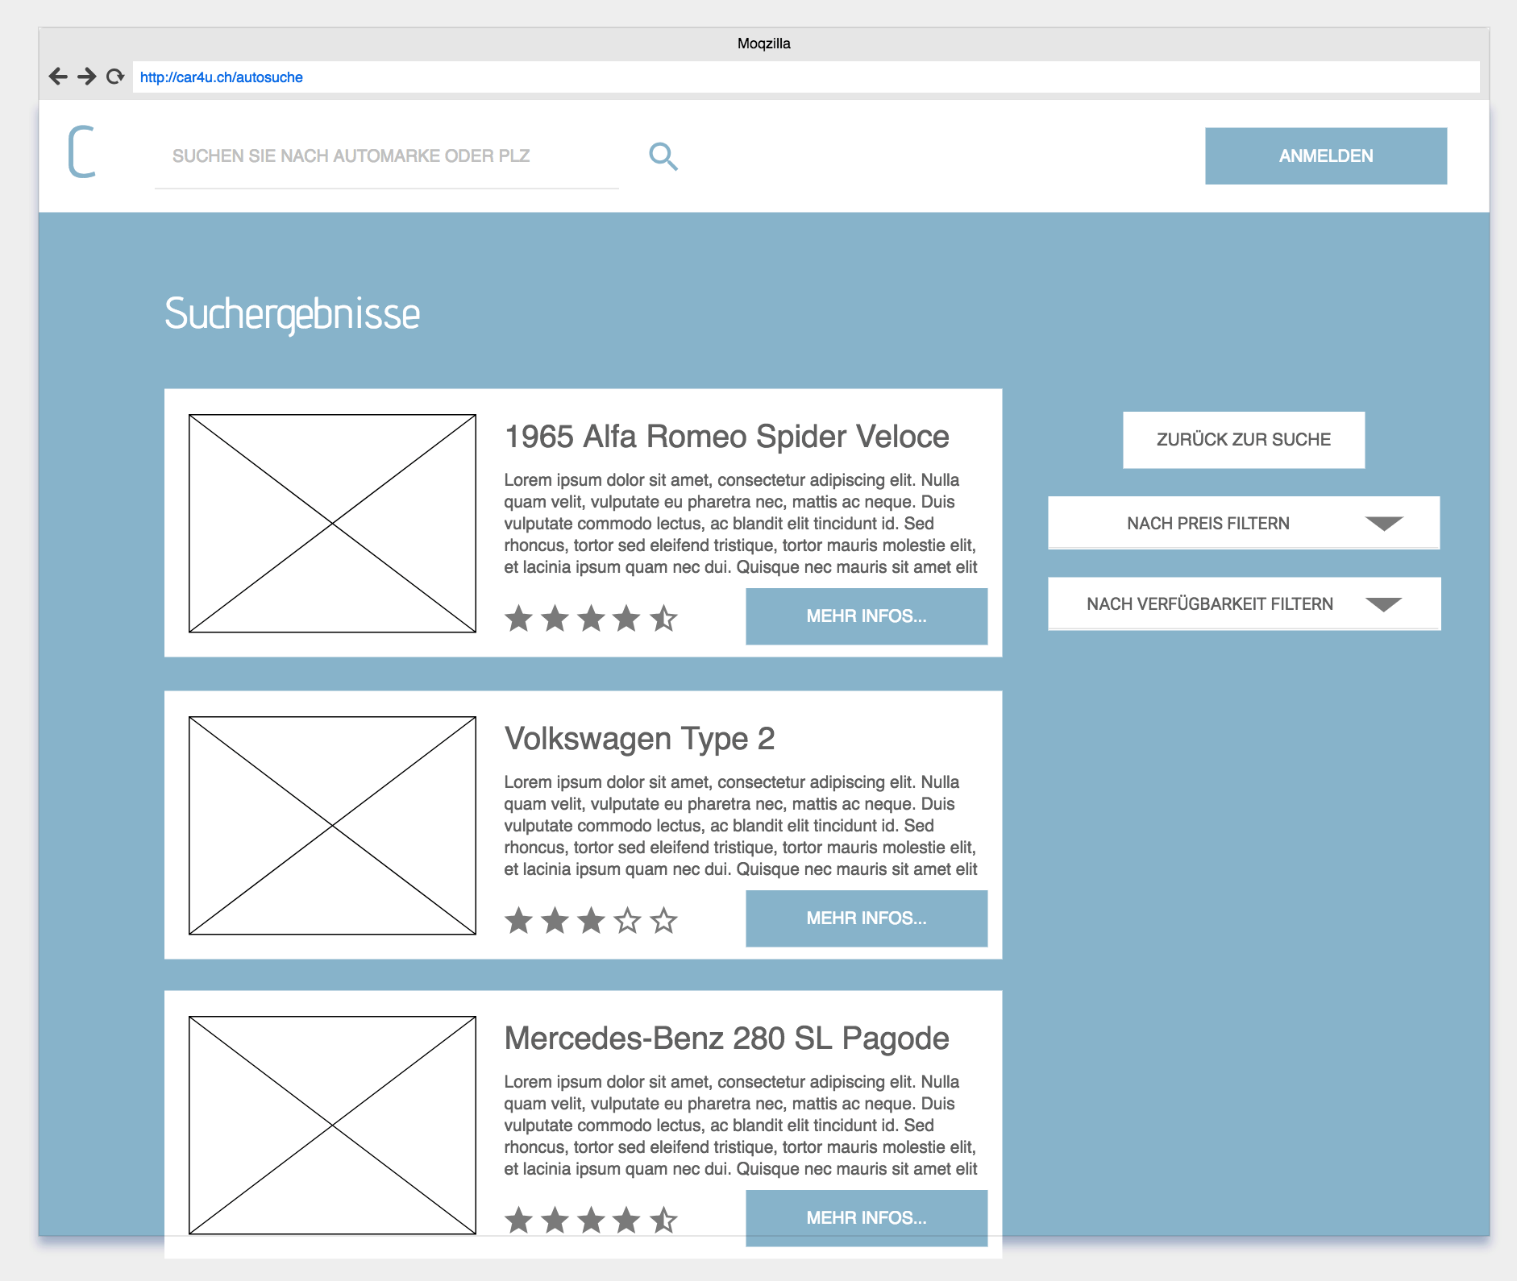 Moqzilla
http://car4u.ch/autosuche
C
SUCHEN SIE NACH AUTOMARKE ODER PLZ
ANMELDEN
Suchergebnisse
1965 Alfa Romeo Spider Veloce
Lorem ipsum dolor sit amet, consectetur adipiscing elit. Nulla
quam velit, vulputate eu pharetra nec, mattis ac neque. Duis
vulputate commodo lectus, ac blandit elit tincidunt id. Sed
rhoncus, tortor sed eleifend tristique, tortor mauris molestie elit,
et lacinia ipsum quam nec dui. Quisque nec mauris sit amet elit
MEHR INFOS...
ZURÜCK ZUR SUCHE
NACH PREIS FILTERN
NACH VERFÜGBARKEIT FILTERN
Volkswagen Type 2
Lorem ipsum dolor sit amet, consectetur adipiscing elit. Nulla
quam velit, vulputate eu pharetra nec, mattis ac neque. Duis
vulputate commodo lectus, ac blandit elit tincidunt id. Sed
rhoncus, tortor sed eleifend tristique, tortor mauris molestie elit,
et lacinia ipsum quam nec dui. Quisque nec mauris sit amet elit
MEHR INFOS...
Mercedes-Benz 280 SL Pagode
Lorem ipsum dolor sit amet, consectetur adipiscing elit. Nulla
quam velit, vulputate eu pharetra nec, mattis ac neque. Duis
vulputate commodo lectus, ac blandit elit tincidunt id. Sed
rhoncus, tortor sed eleifend tristique, tortor mauris molestie elit,
et lacinia ipsum quam nec dui. Quisque nec mauris sit amet elit
MEHR INFOS...